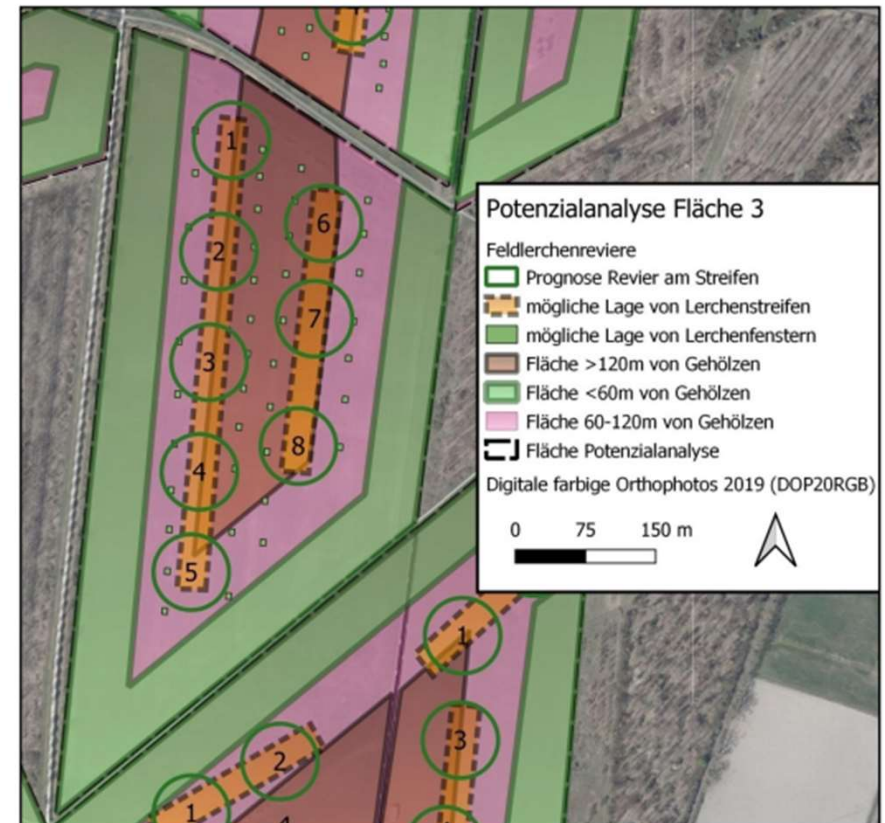 1
2
3
4
5
6
7
8
Potenzialanalyse Fläche 3
Feldlerchenreviere
Prognose Revier am Streifen
mögliche Lage von Lerchenstreifen
mögliche Lage von Lerchenfenstern
Fläche >120m von Gehölzen
Fläche <60m von Gehölzen
Fläche 60-120m von Gehölzen
Fläche Potenzialanalyse
Digitale farbige Orthophotos 2019 (DOP20RGB)
0 75 150 m
1
3
2
1